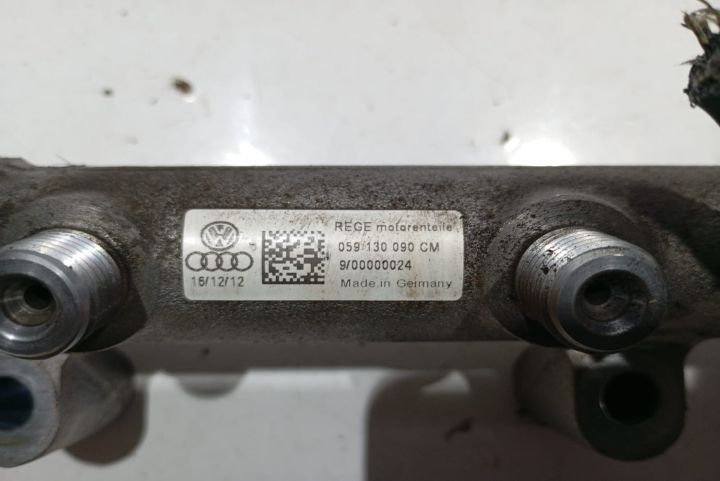 REGE motorenteile
059 130 090 CM
9/00000024
Made in Germany
15/12/12